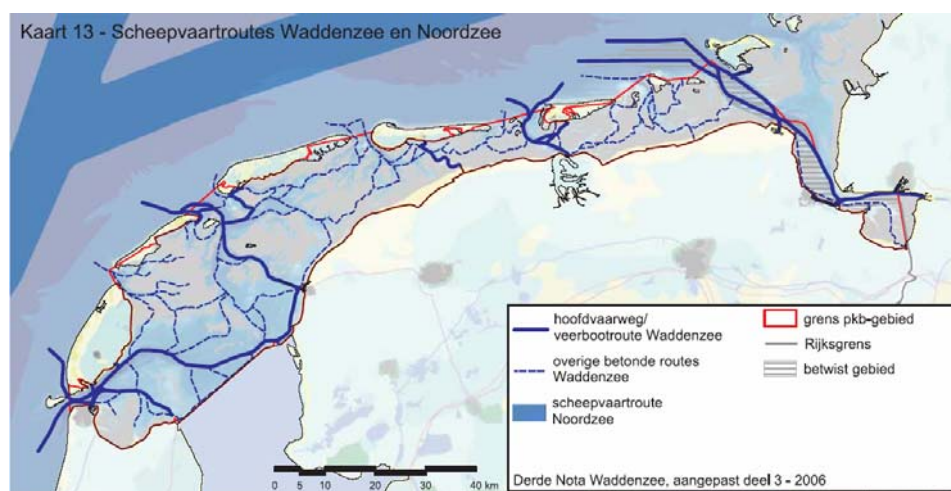 Kaart 13 - Scheepvaartroutes Waddenzee en Noordzee
hoofdvaarweg/
veerbootroute Waddenzee
overige betonde routes
Waddenzee
scheepvaartroute
Noordzee
grens pkb-gebied
Rijksgrens
betwist gebied
0 5 10 20 30 40 km
Derde Nota Waddenzee, aangepast deel 3 - 2006